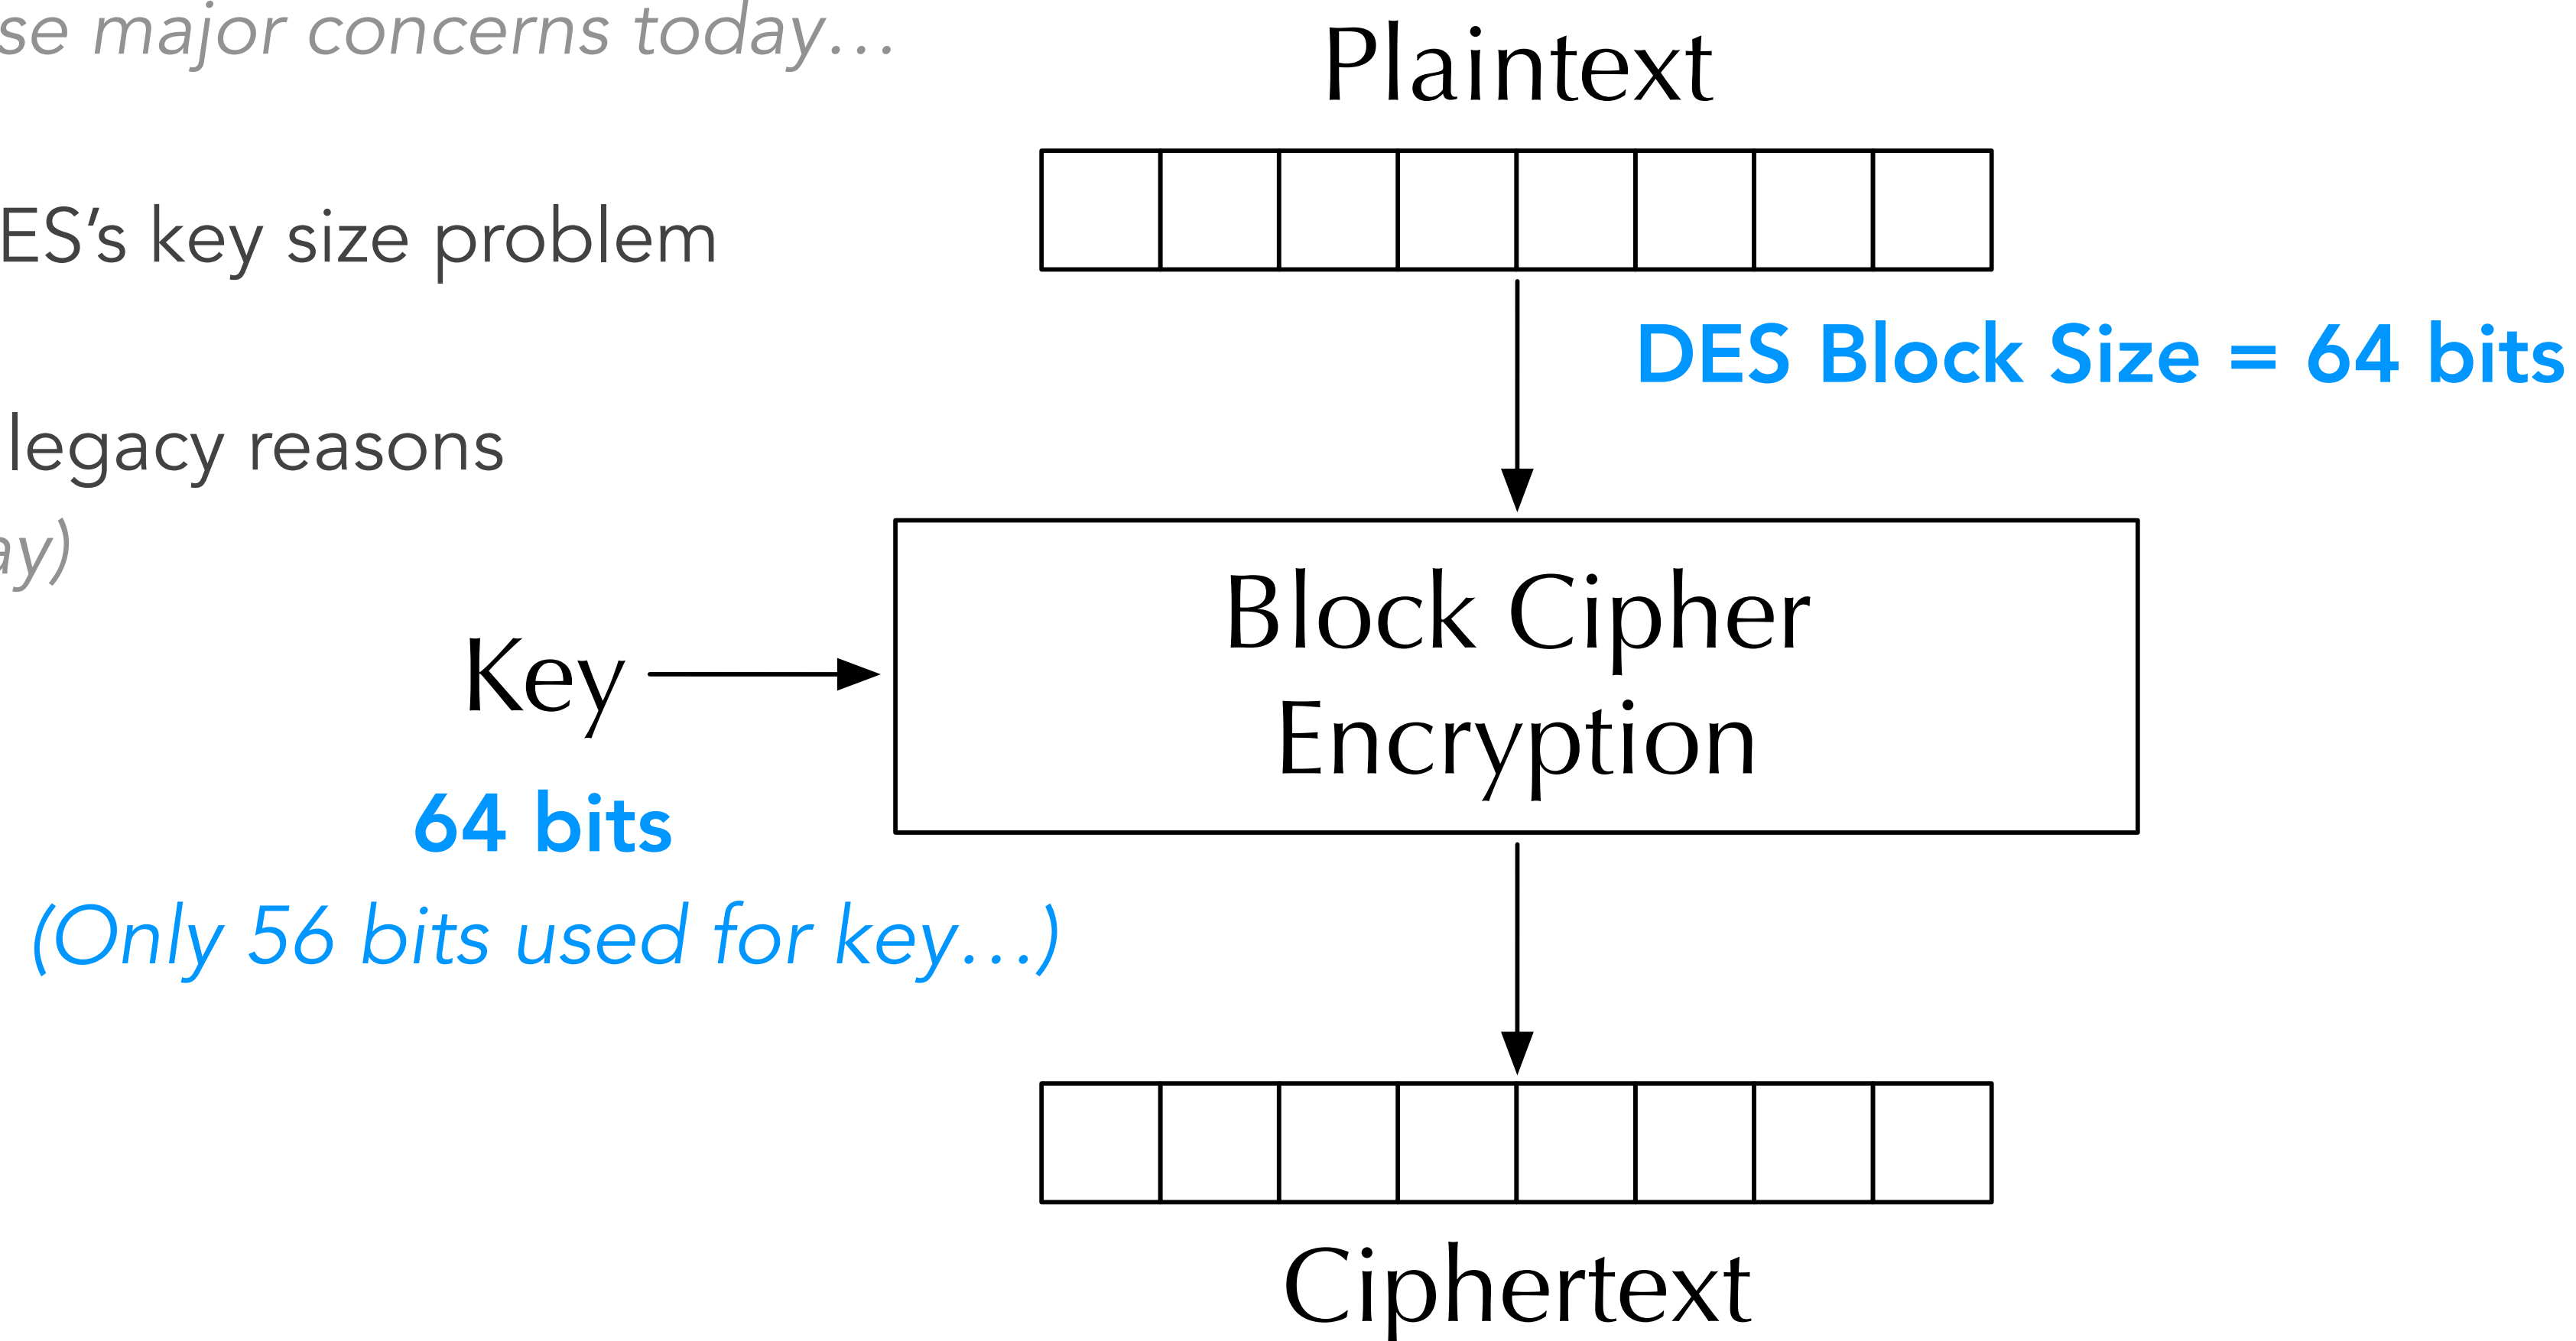 se major concerns today…
ES’s key size problem
legacy reasons
ay)
Plaintext
DES Block Size = 64 bits
Key
64 bits
(Only 56 bits used for key…)
Block Cipher
Encryption
Ciphertext